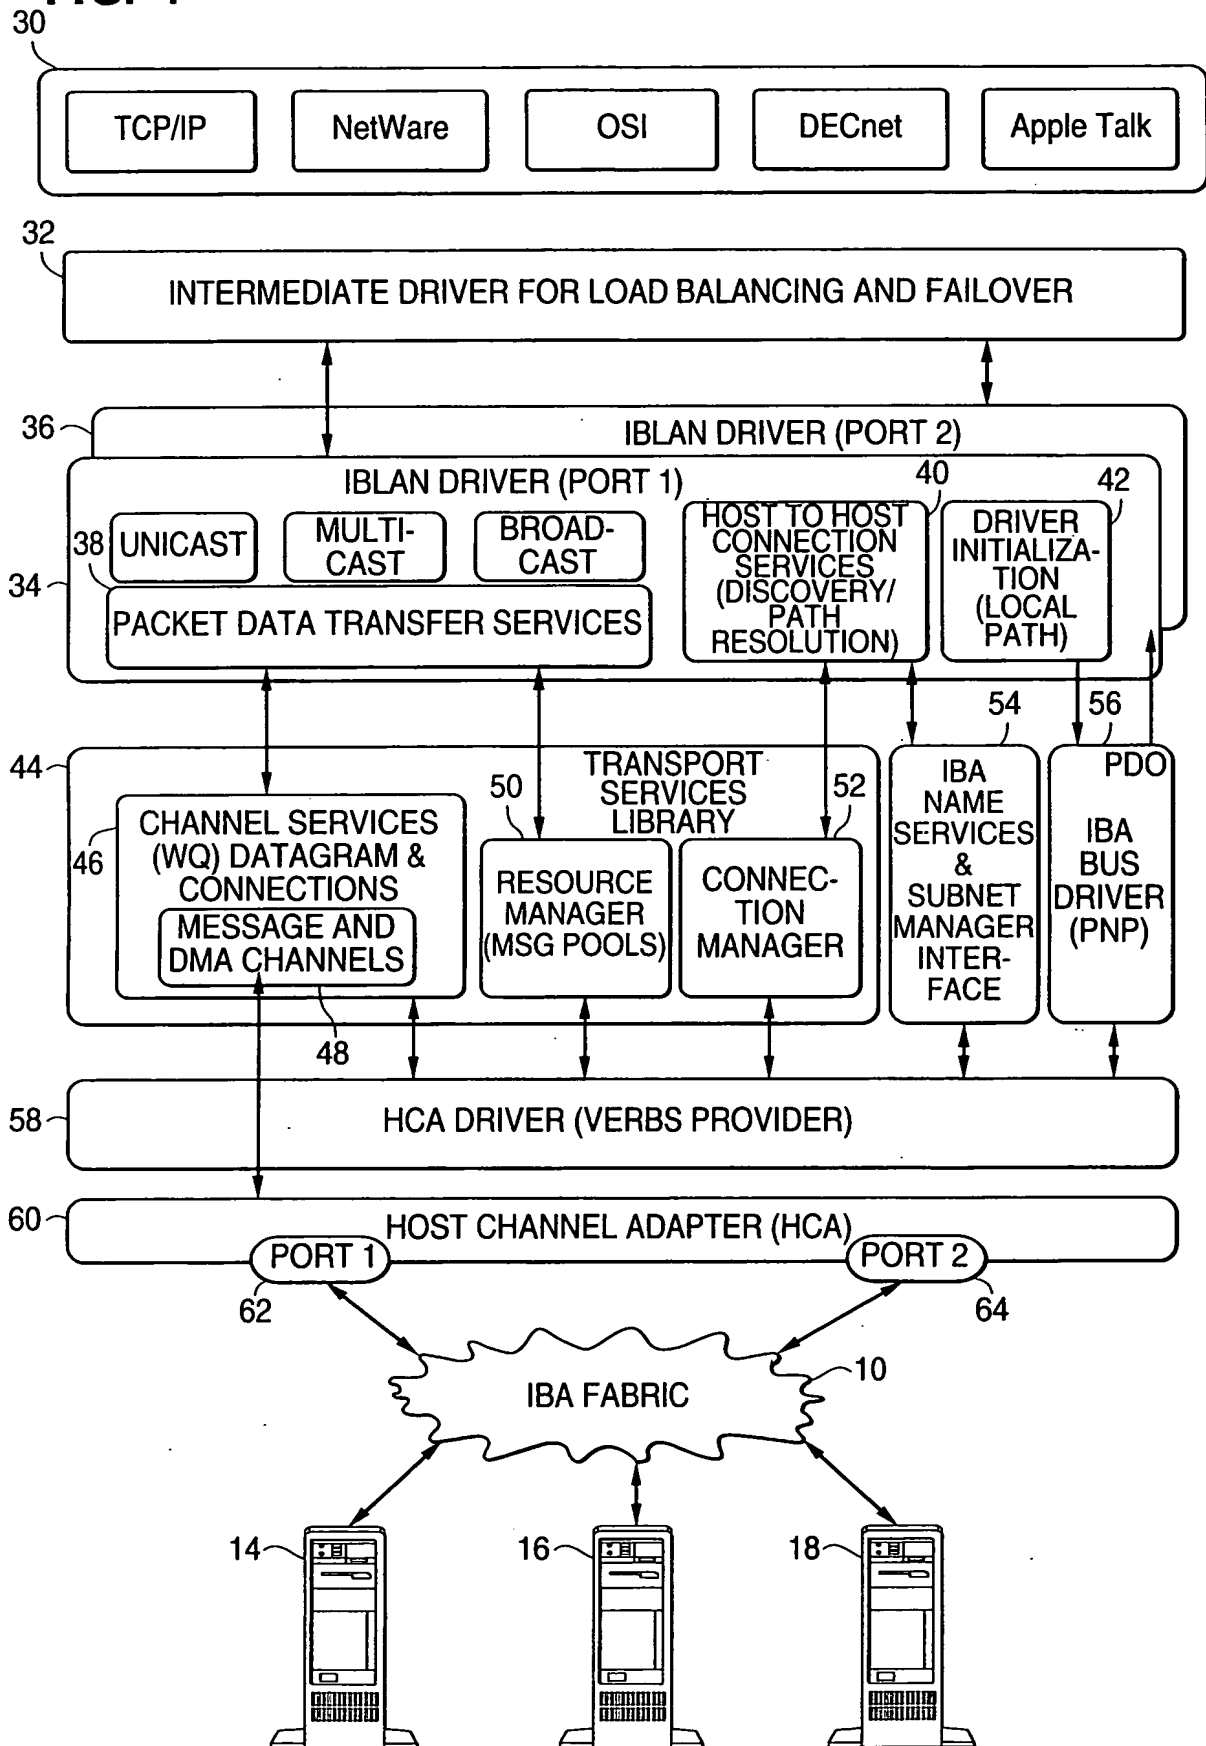 30
TCP/IP
NetWare
OSI
DECnet
Apple Talk
32
INTERMEDIATE DRIVER FOR LOAD BALANCING AND FAILOVER
36
IBLAN DRIVER (PORT 2)
34
IBLAN DRIVER (PORT 1)
40
42
38
UNICAST
MULTI-
CAST
BROAD-
CAST
PACKET DATA TRANSFER SERVICES
HOST TO HOST
CONNECTION
SERVICES
(DISCOVERY/
PATH
RESOLUTION)
DRIVER
INITIALIZA-
TION
(LOCAL
PATH)
44
TRANSPORT
SERVICES
LIBRARY
46
CHANNEL SERVICES
(WQ) DATAGRAM &
CONNECTIONS
MESSAGE AND
DMA CHANNELS
48
50
RESOURCE
MANAGER
(MSG POOLS)
52
CONNEC-
TION
MANAGER
54
IBA
NAME
SERVICES
&
SUBNET
MANAGER
INTER-
FACE
56
PDO
IBA
BUS
DRIVER
(PNP)
58
HCA DRIVER (VERBS PROVIDER)
60
HOST CHANNEL ADAPTER (HCA)
PORT 1
PORT 2
62
64
10
IBA FABRIC
14
16
18